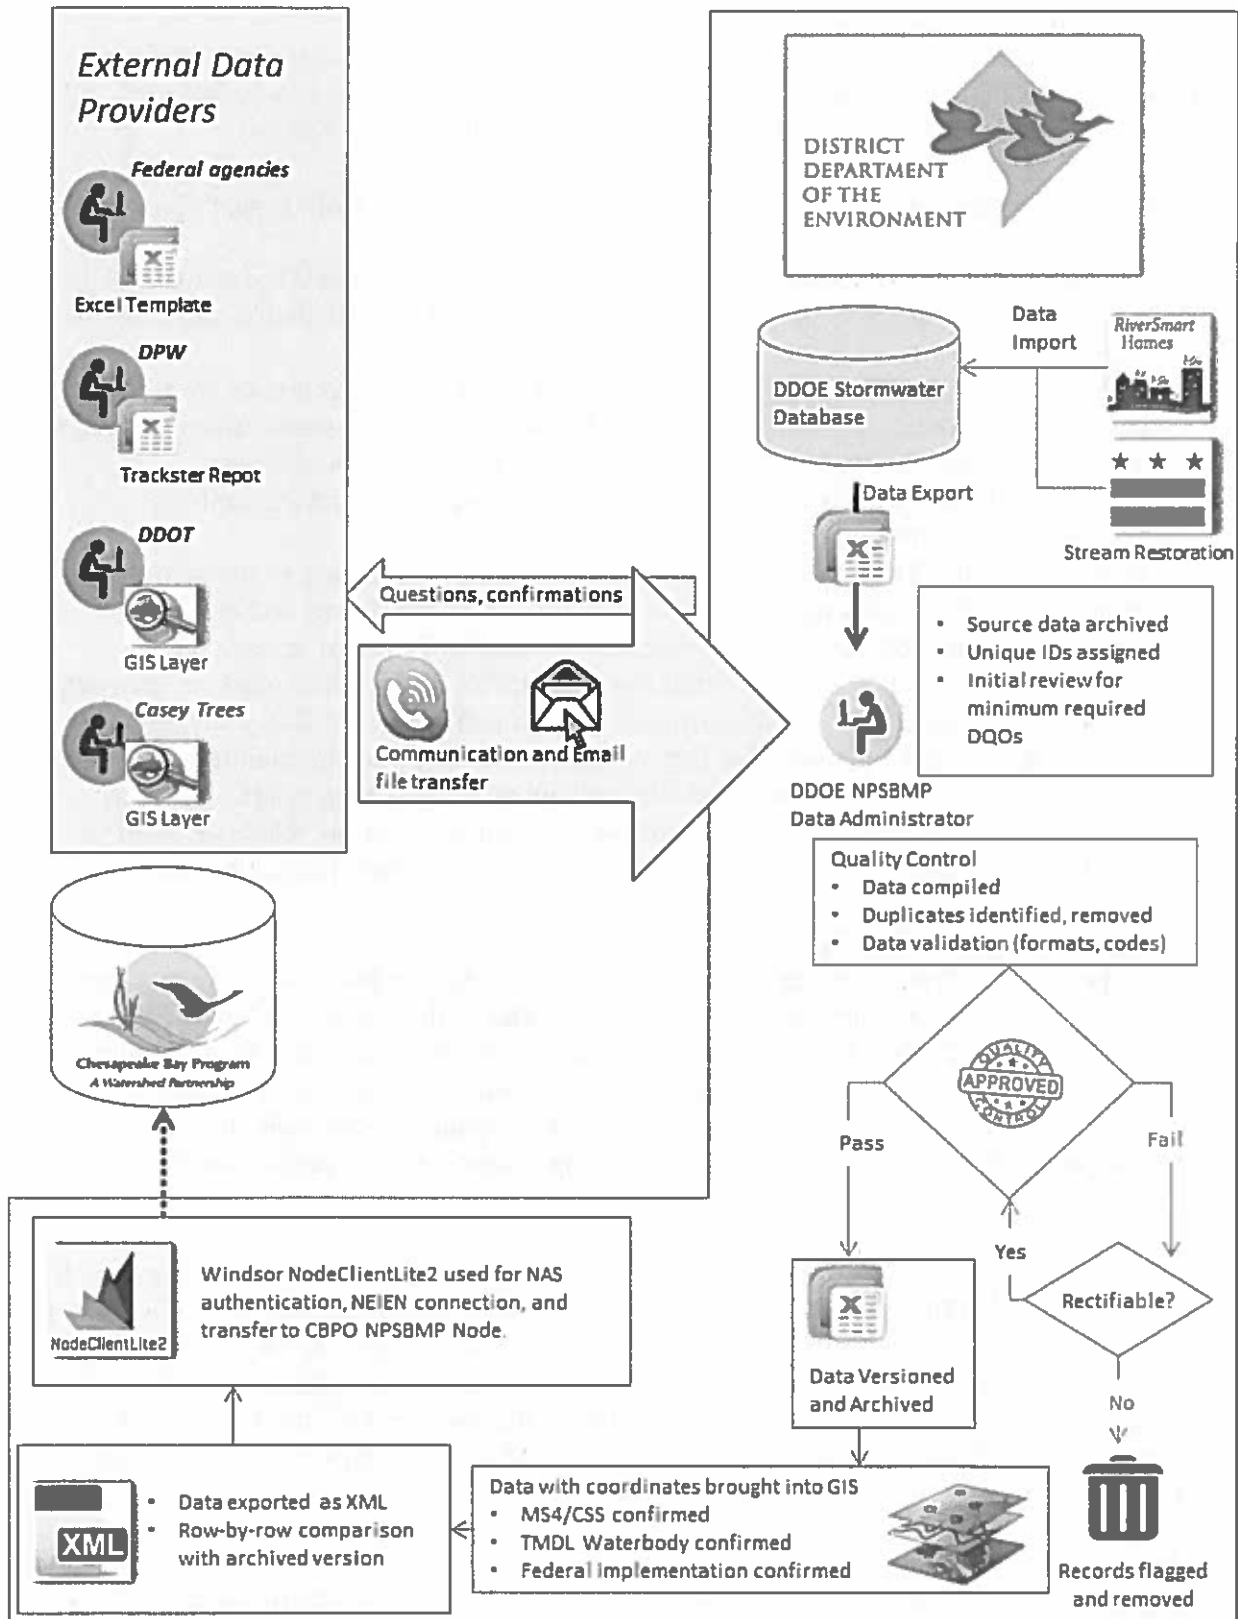 External Data
Providers
Federal agencies
Excel Template
DPW
Trackster Repot
DDOT
GIS Layer
Casey Trees
GIS Layer
Questions, confirmations
Communication and Email
file transfer
DISTRICT
DEPARTMENT
OF THE
ENVIRONMENT
Data
Import
RiverSmart
Homes
DDOE Stormwater
Database
Stream Restoration
Data Export
• Source data archived
• Unique IDs assigned
• Initial review for
minimum required
DQOs
DDOE NPSBMP
Data Administrator
Quality Control
• Data compiled
• Duplicates identified, removed
• Data validation (formats, codes)
QUALITY
APPROVED
CONTROL
Pass
Fail
Yes
Rectifiable?
No
Records flagged
and removed
Data Versioned
and Archived
Data with coordinates brought into GIS
• MS4/CSS confirmed
• TMDL Waterbody confirmed
• Federal Implementation confirmed
XML
• Data exported as XML
• Row-by-row comparison
with archived version
NodeClientLite2
Windsor NodeClientLite2 used for NAS
authentication, NEIEN connection, and
transfer to CBPO NPSBMP Node.
Chesapeake Bay Program
A Watershed Partnership